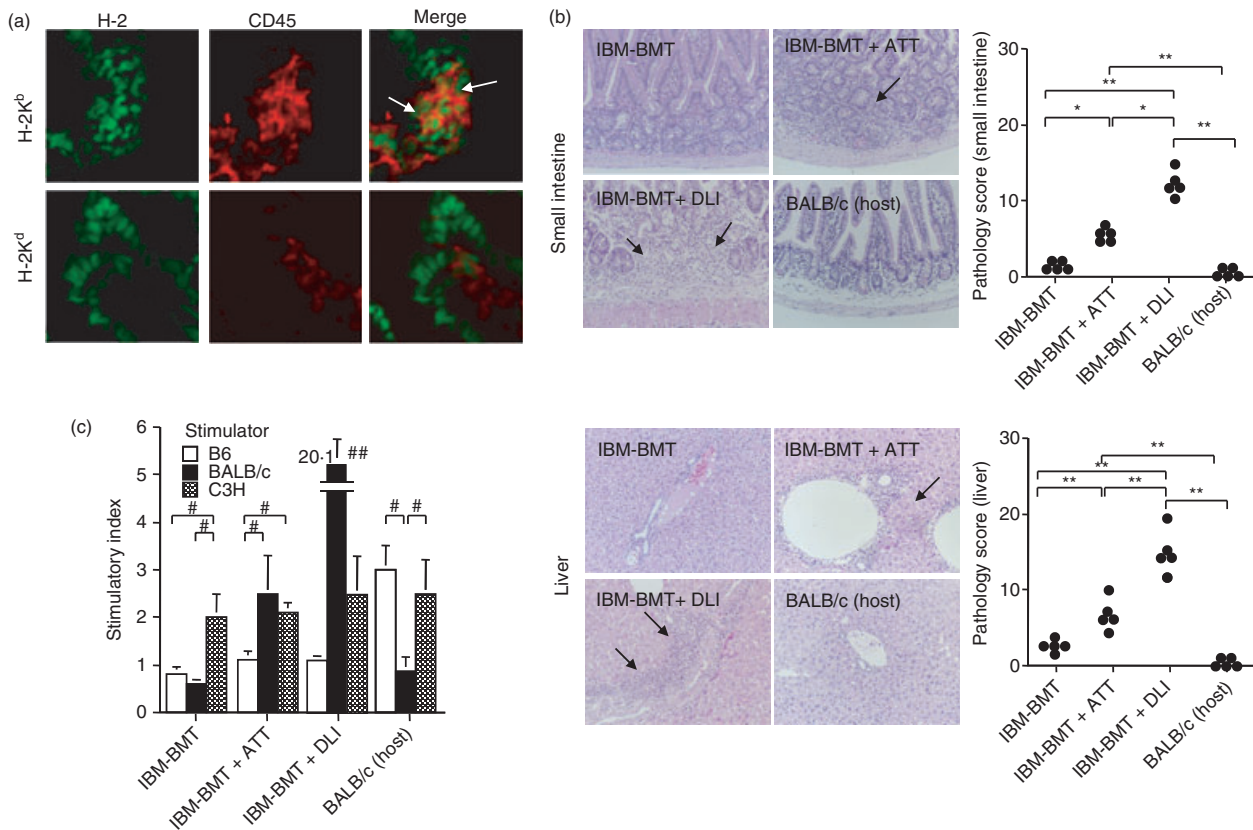 (a)
H-2
CD45
Merge
H-2Kb
H-2Kd
(b)
Small intestine
IBM-BMT
IBM-BMT + ATT
IBM-BMT+ DLI
BALB/c (host)
Pathology score (small intestine)
30
20
10
0
**
**
*
*
**
IBM-BMT
IBM-BMT + ATT
IBM-BMT + DLI
BALB/c (host)
(c)
Stimulatory index
6
5
4
3
2
1
0
Stimulator
B6
BALB/c
C3H
20·1
##
#
#
#
#
#
#
IBM-BMT
IBM-BMT + ATT
IBM-BMT + DLI
BALB/c (host)
Liver
IBM-BMT
IBM-BMT + ATT
IBM-BMT+ DLI
BALB/c (host)
Pathology score (liver)
30
20
10
0
**
**
**
**
**
IBM-BMT
IBM-BMT + ATT
IBM-BMT + DLI
BALB/c (host)